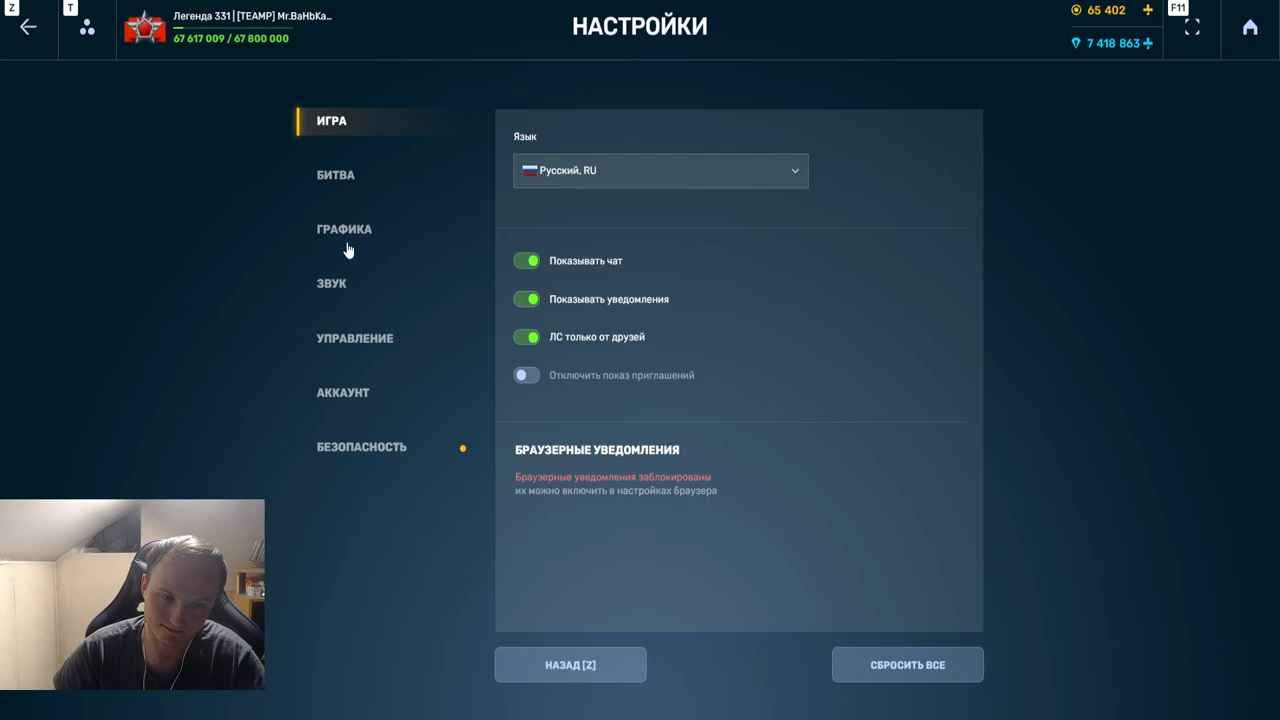 Z
T
Легенда 331 | [TEAMP] Mr.BaHbKa...
67 617 009 / 67 800 000
НАСТРОЙКИ
65 402
7 418 863
F11
ИГРА
БИТВА
ГРАФИКА
ЗВУК
УПРАВЛЕНИЕ
АККАУНТ
БЕЗОПАСНОСТЬ
Язык
Русский, RU
Показывать чат
Показывать уведомления
ЛС только от друзей
Отключить показ приглашений
БРАУЗЕРНЫЕ УВЕДОМЛЕНИЯ
Браузерные уведомления заблокированы
их можно включить в настройках браузера
НАЗАД [Z]
СБРОСИТЬ ВСЕ